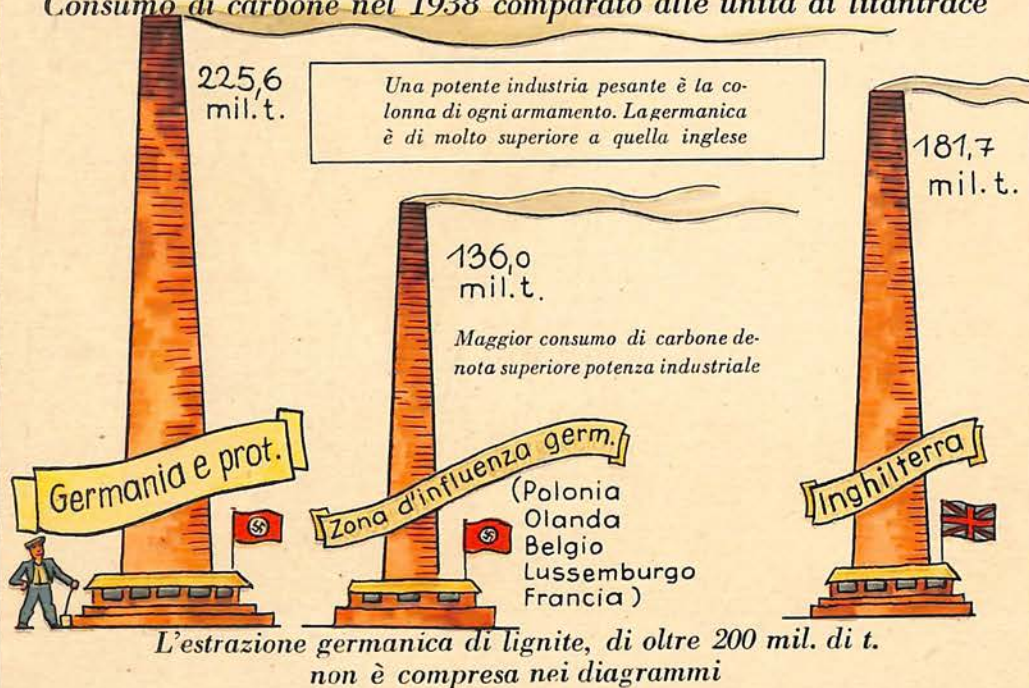 Consumo di carbone nel 1938 comparato alle unità di litantrace
225,6
mil.t.
Una potente industria pesante è la co-
lonna di ogni armamento. La germanica
è di molto superiore a quella inglese
181,7
mil.t.
136,0
mil.t.
Maggior consumo di carbone de-
nota superiore potenza industriale
Germania e prot.
Zona d'influenza germ.
(Polonia
Olanda
Belgio
Lussemburgo
Francia)
Inghilterra
L'estrazione germanica di lignite, di oltre 200 mil. di t.
non è compresa nei diagrammi